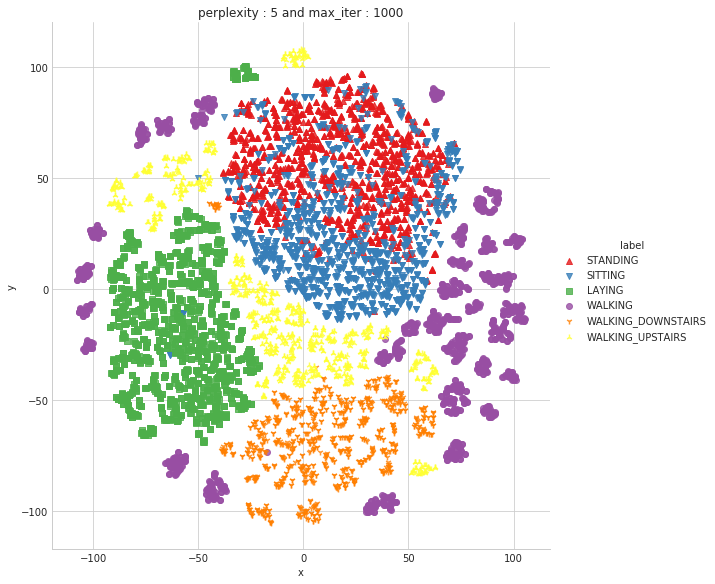 perplexity : 5 and max_iter : 1000
100
50
0
−50
−100
y
−100
−50
0
50
100
x
label
STANDING
SITTING
LAYING
WALKING
WALKING_DOWNSTAIRS
WALKING_UPSTAIRS